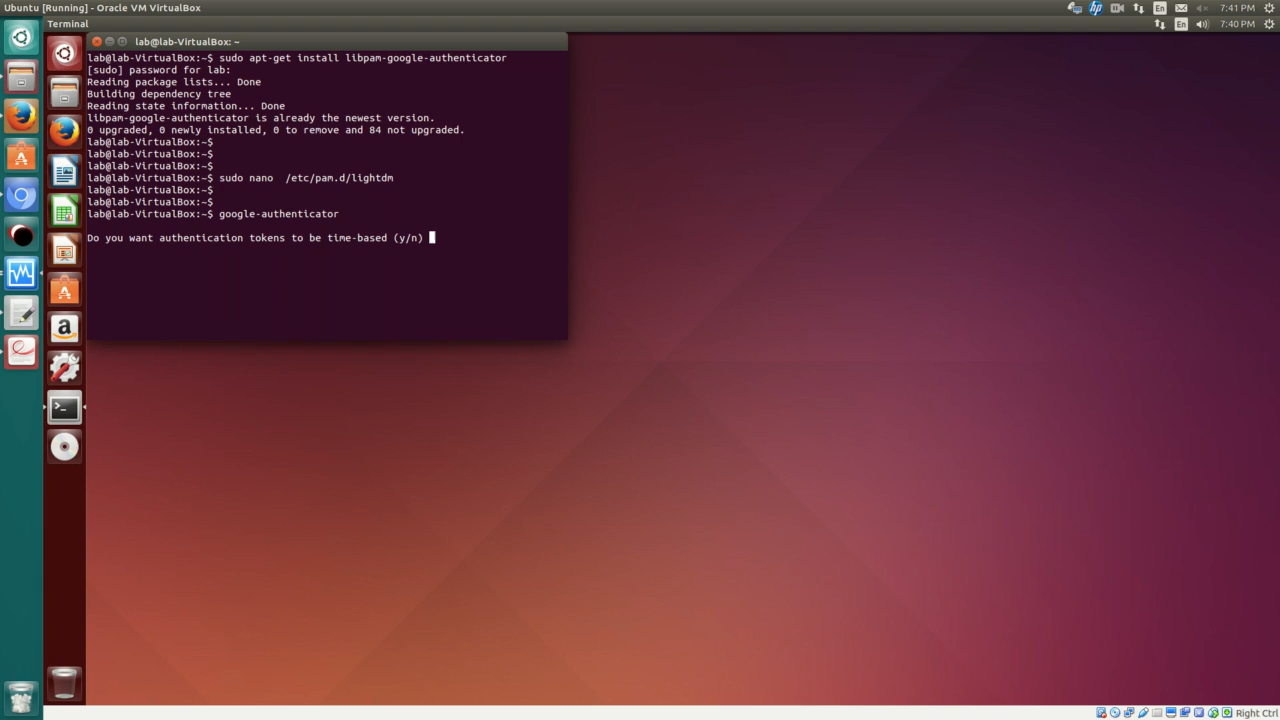 Ubuntu [Running] - Oracle VM VirtualBox
En
7:41 PM
Terminal
En
7:40 PM
lab@lab-VirtualBox: ~
lab@lab-VirtualBox:~$ sudo apt-get install libpam-google-authenticator
[sudo] password for lab:
Reading package lists... Done
Building dependency tree
Reading state information... Done
libpam-google-authenticator is already the newest version.
0 upgraded, 0 newly installed, 0 to remove and 84 not upgraded.
lab@lab-VirtualBox:~$
lab@lab-VirtualBox:~$
lab@lab-VirtualBox:~$
lab@lab-VirtualBox:~$ sudo nano  /etc/pam.d/lightdm
lab@lab-VirtualBox:~$
lab@lab-VirtualBox:~$
lab@lab-VirtualBox:~$ google-authenticator
Do you want authentication tokens to be time-based (y/n)
Right Ctrl